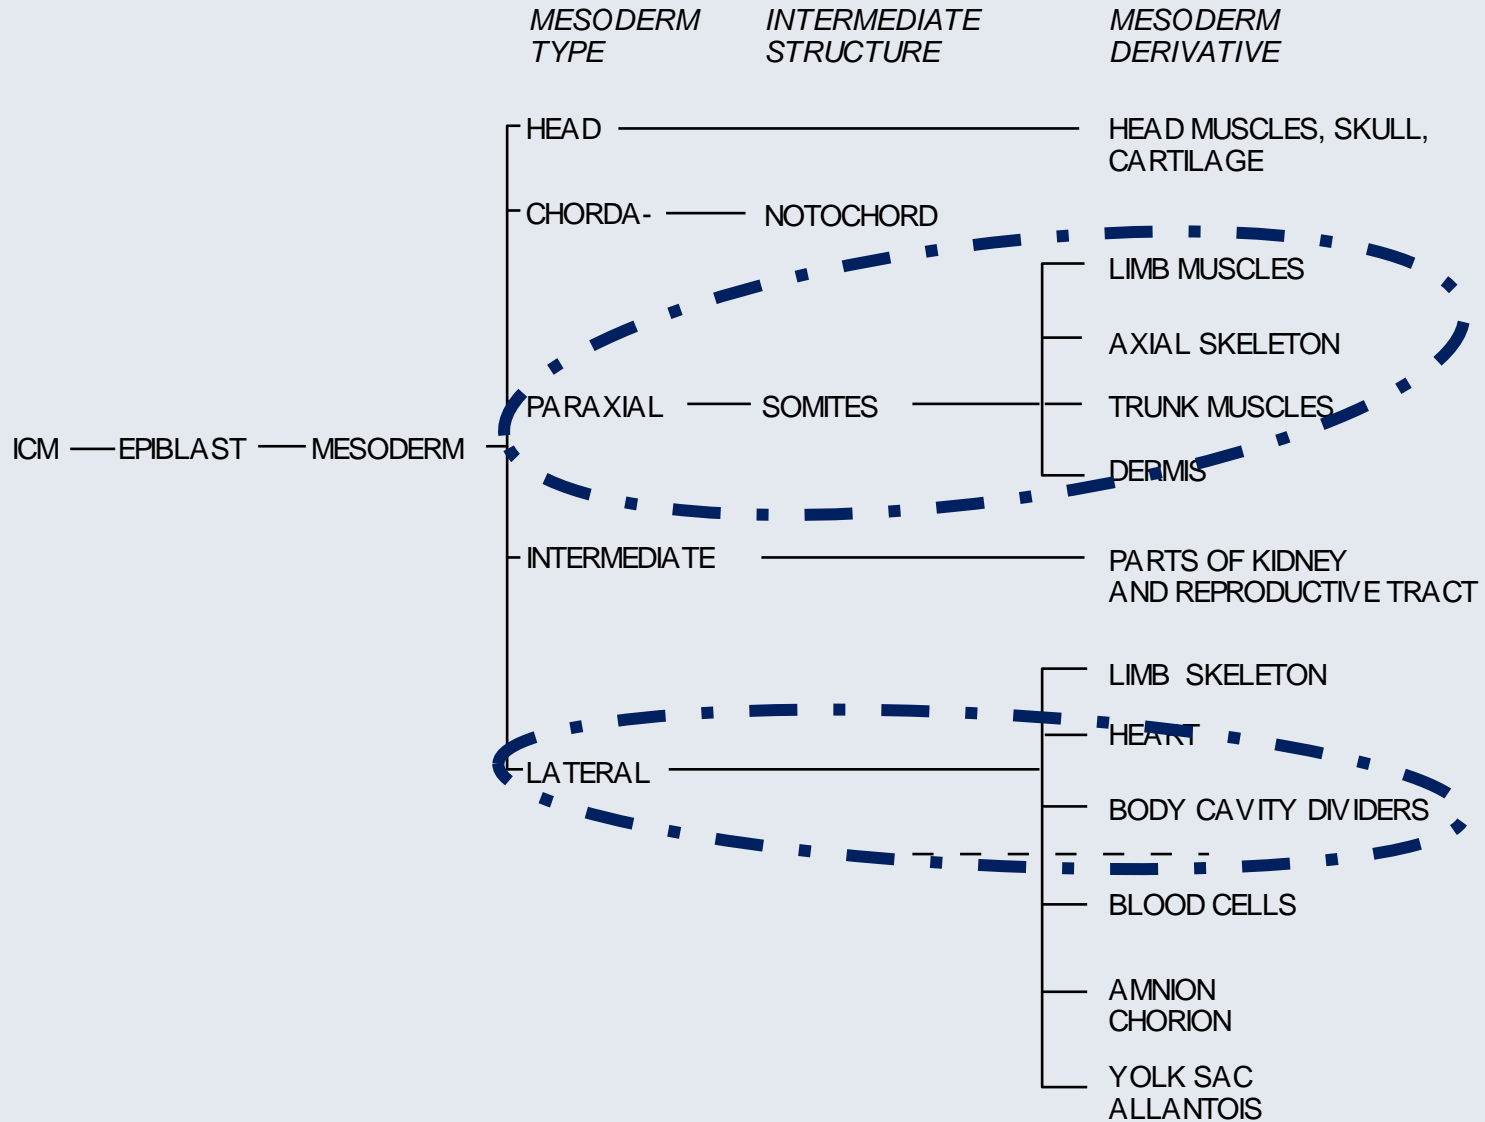 MESODERM TYPE
INTERMEDIATE STRUCTURE
MESODERM DERIVATIVE
HEAD
HEAD MUSCLES, SKULL,
CARTILAGE
CHORDA-
NOTOCHORD
LIMB MUSCLES
AXIAL SKELETON
PARAXIAL
SOMITES
TRUNK MUSCLES
ICM
EPIBLAST
MESODERM
DERMIS
INTERMEDIATE
PARTS OF KIDNEY
AND REPRODUCTIVE TRACT
LIMB SKELETON
HEART
LATERAL
BODY CAVITY DIVIDERS
BLOOD CELLS
AMNION
CHORION
YOLK SAC
ALLANTOIS